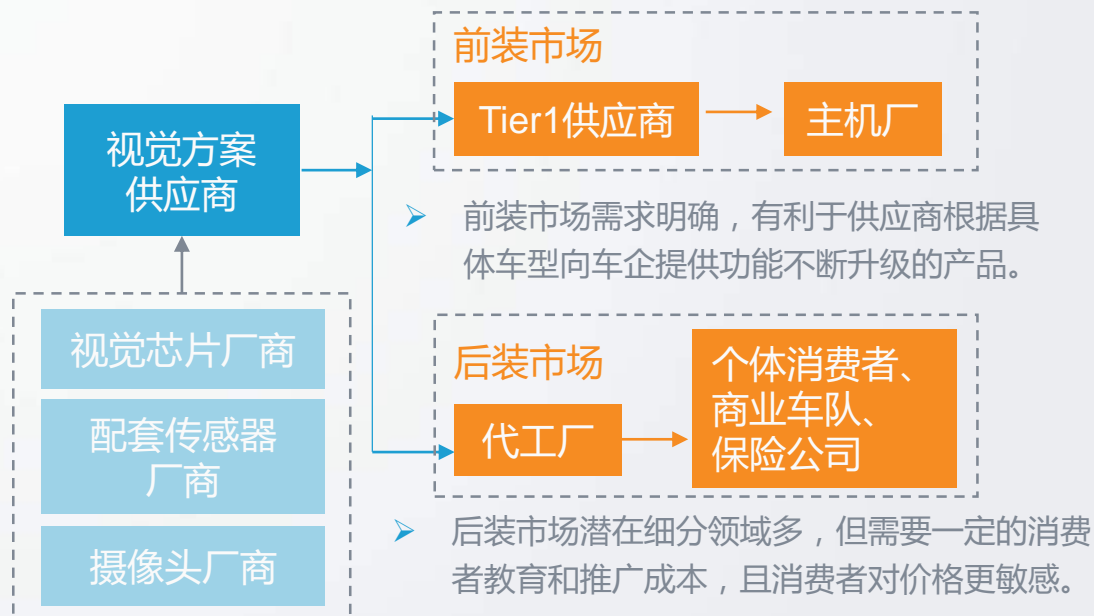 前装市场
Tier1供应商
主机厂
视觉方案
供应商
前装市场需求明确，有利于供应商根据具
体车型向车企提供功能不断升级的产品。
视觉芯片厂商
配套传感器
厂商
摄像头厂商
后装市场
代工厂
个体消费者、
商业车队、
保险公司
后装市场潜在细分领域多，但需要一定的消费
者教育和推广成本，且消费者对价格更敏感。